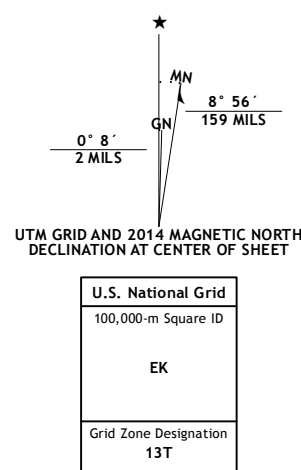 ★
MN
GN
8° 56´
159 MILS
0° 8´
2 MILS
UTM GRID AND 2014 MAGNETIC NORTH
DECLINATION AT CENTER OF SHEET
U.S. National Grid
100,000-m Square ID
EK
Grid Zone Designation
13T